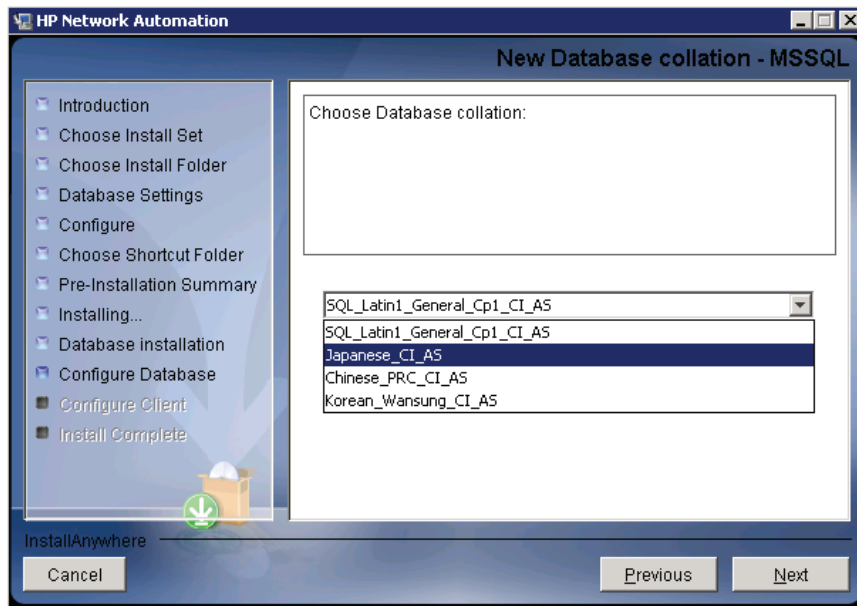 HP Network Automation
New Database collation - MSSQL
Introduction
Choose Install Set
Choose Install Folder
Database Settings
Configure
Choose Shortcut Folder
Pre-Installation Summary
Installing...
Database installation
Configure Database
Configure Client
Install Complete
Choose Database collation:
SQL_Latin1_General_Cp1_CI_AS
SQL_Latin1_General_Cp1_CI_AS
Japanese_CI_AS
Chinese_PRC_CI_AS
Korean_Wansung_CI_AS
InstallAnywhere
Cancel
Previous
Next